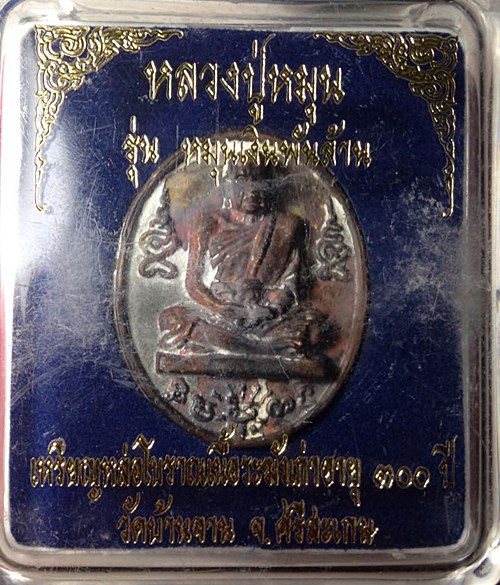 หลวงปู่หมุน
รุ่น หมุนเงินพันล้าน
เหรียญหล่อโบราณเนื้อระฆังเก่าอายุ ๓๐๐ ปี
วัดบ้านจาน จ.ศรีสะเกษ